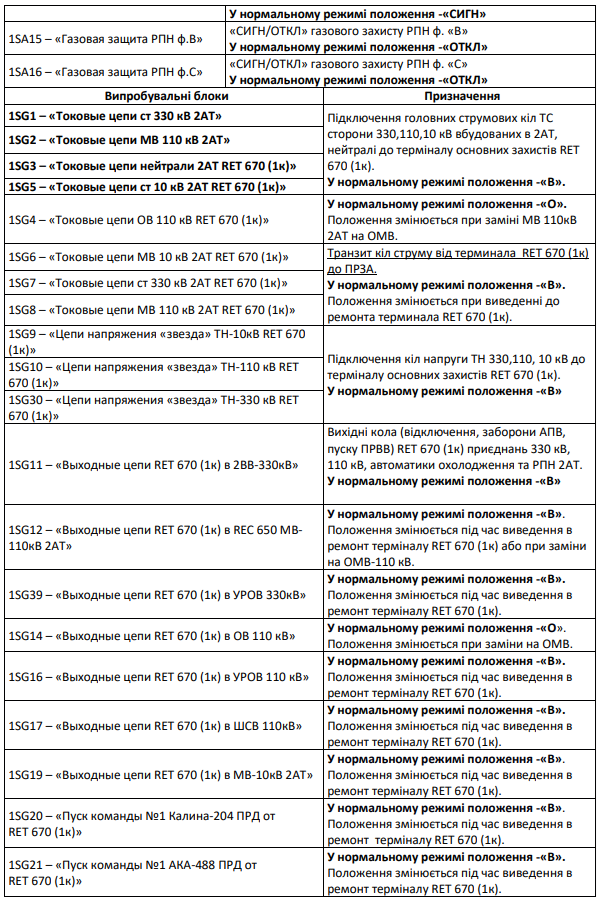 У нормальному режимі положення -«СИГН»
1SA15 – «Газовая защита РПН ф.В»
«СИГН/ОТКЛ» газового захисту РПН ф. «В»
У нормальному режимі положення -«ОТКЛ»
1SA16 – «Газовая защита РПН ф.С»
«СИГН/ОТКЛ» газового захисту РПН ф. «С»
У нормальному режимі положення -«ОТКЛ»
Випробувальні блоки
Призначення
1SG1 – «Токовые цепи ст 330 кВ 2АТ»
1SG2 – «Токовые цепи МВ 110 кВ 2АТ»
1SG3 – «Токовые цепи нейтрали 2АТ RET 670 (1к)»
1SG5 – «Токовые цепи ст 10 кВ 2АТ RET 670 (1к)»
Підключення головних струмових кіл ТС
сторони 330,110,10 кВ вбудованих в 2АТ,
нейтралі до терміналу основних захистів RET
670 (1к).
У нормальному режимі положення -«В».
1SG4 – «Токовые цепи ОВ 110 кВ RET 670 (1к)»
У нормальному режимі положення -«О».
Положення змінюється при заміні МВ 110кВ
2АТ на ОМВ.
1SG6 – «Токовые цепи МВ 10 кВ 2АТ RET 670 (1к)»
1SG7 – «Токовые цепи ст 330 кВ 2АТ RET 670 (1к)»
1SG8 – «Токовые цепи МВ 110 кВ 2АТ RET 670 (1к)»
Транзит кіл струму від терминала RET 670 (1к)
до ПРЗА.
У нормальному режимі положення -«В».
Положення змінюється при виведенні до
ремонта терминала RET 670 (1к).
1SG9 – «Цепи напряжения «звезда» ТН-10кВ RET 670
(1к)»
1SG10 – «Цепи напряжения «звезда» ТН-110 кВ RET
670 (1к)»
1SG30 – «Цепи напряжения «звезда» ТН-330 кВ RET
670 (1к)»
Підключення кіл напруги ТН 330,110, 10 кВ до
терміналу основних захистів RET 670 (1к).
У нормальному режимі положення -«В»
1SG11 – «Выходные цепи RET 670 (1к) в 2ВВ-330кВ»
Вихідні кола (відключення, заборони АПВ,
пуску ПРВВ) RET 670 (1к) приєднань 330 кВ,
110 кВ, автоматики охолодження та РПН 2АТ.
У нормальному режимі положення -«В»
1SG12 – «Выходные цепи RET 670 (1к) в REC 650 МВ-
110кВ 2АТ»
У нормальному режимі положення -«В».
Положення змінюється під час виведення в
ремонт терміналу RET 670 (1к) або при заміни
на ОМВ-110 кВ.
1SG39 – «Выходные цепи RET 670 (1к) в УРОВ 330кВ»
У нормальному режимі положення -«В».
Положення змінюється під час виведення в
ремонт терміналу RET 670 (1к).
1SG14 – «Выходные цепи RET 670 (1к) в ОВ 110 кВ»
У нормальному режимі положення -«О».
Положення змінюється при заміни на ОМВ.
1SG16 – «Выходные цепи RET 670 (1к) в УРОВ 110 кВ»
У нормальному режимі положення -«В».
Положення змінюється під час виведення в
ремонт терміналу RET 670 (1к).
1SG17 – «Выходные цепи RET 670 (1к) в ШСВ 110кВ»
У нормальному режимі положення -«В».
Положення змінюється під час виведення в
ремонт терміналу RET 670 (1к).
1SG19 – «Выходные цепи RET 670 (1к) в МВ-10кВ 2АТ»
У нормальному режимі положення -«В».
Положення змінюється під час виведення в
ремонт терміналу RET 670 (1к).
1SG20 – «Пуск команды №1 Калина-204 ПРД от
RET 670 (1к)»
У нормальному режимі положення -«В».
Положення змінюється під час виведення в
ремонт терміналу RET 670 (1к).
1SG21 – «Пуск команды №1 АКА-488 ПРД от
RET 670 (1к)»
У нормальному режимі положення -«В».
Положення змінюється під час виведення в
ремонт терміналу RET 670 (1к).